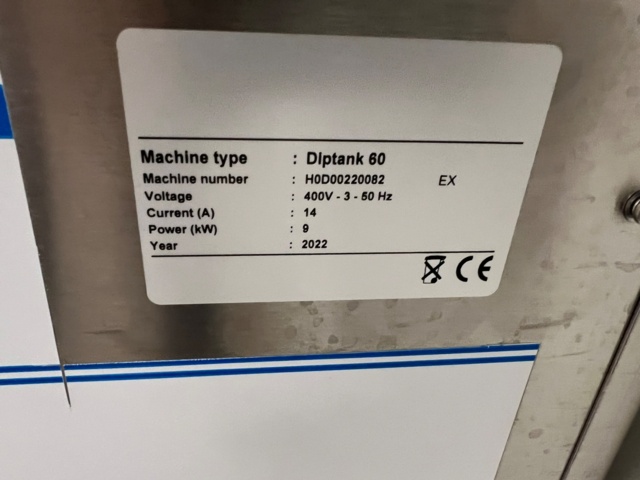 Machine type : Diptank 60
Machine number : H0D00220082 EX
Voltage : 400V - 3 - 50 Hz
Current (A) : 14
Power (kW) : 9
Year : 2022
CE